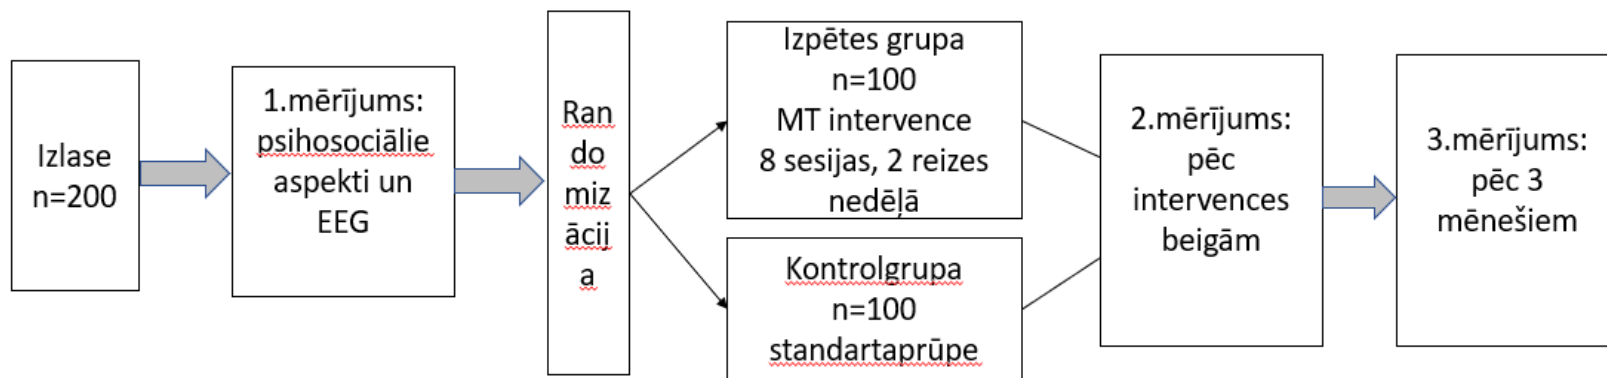 Izlase
n=200
1.mērījums:
psihosociālie
aspekti un
EEG
Ran
do
miz
ācij
a
Izpētes grupa
n=100
MT intervence
8 sesijas, 2 reizes
nedēļā
Kontrolgrupa
n=100
standartaprūpe
2.mērījums:
pēc
intervences
beigām
3.mērījums:
pēc 3
mēnešiem